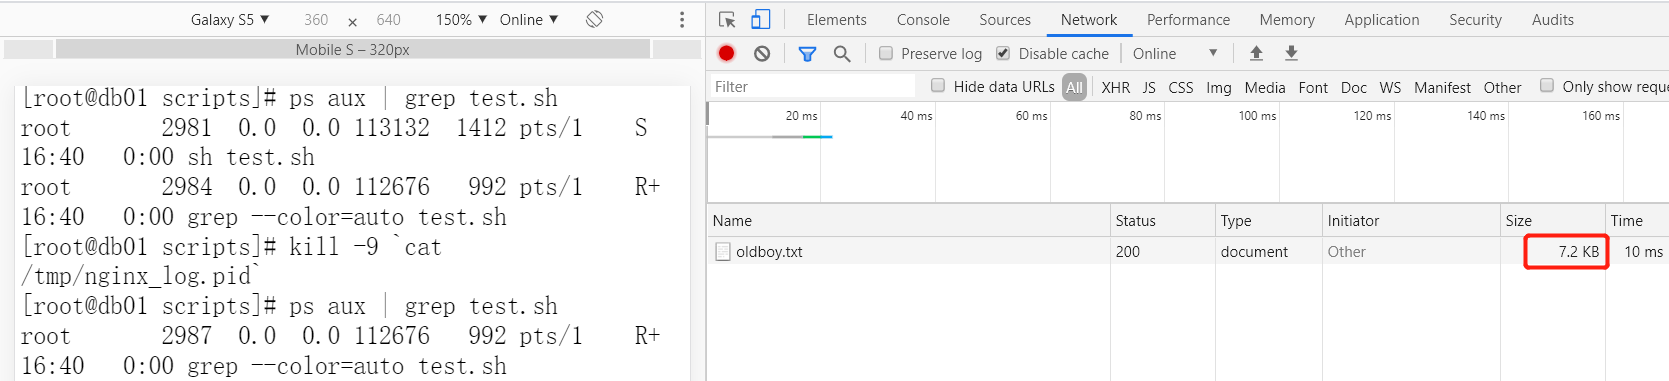 Galaxy S5 ▼ 360 × 640 150% ▼ Online ▼
Mobile S – 320px
[root@db01 scripts]# ps aux | grep test.sh
root 2981 0.0 0.0 113132 1412 pts/1 S
16:40 0:00 sh test.sh
root 2984 0.0 0.0 112676 992 pts/1 R+
16:40 0:00 grep --color=auto test.sh
[root@db01 scripts]# kill -9 `cat
/tmp/nginx_log.pid`
[root@db01 scripts]# ps aux | grep test.sh
root 2987 0.0 0.0 112676 992 pts/1 R+
16:40 0:00 grep --color=auto test.sh
Elements Console Sources Network Performance Memory Application Security Audits
Preserve log Disable cache Online ▼
Filter Hide data URLs All XHR JS CSS Img Media Font Doc WS Manifest Other Only show reque
20 ms 40 ms 60 ms 80 ms 100 ms 120 ms 140 ms 160 ms
Name Status Type Initiator Size Time
oldboy.txt 200 document Other 7.2 KB 10 ms